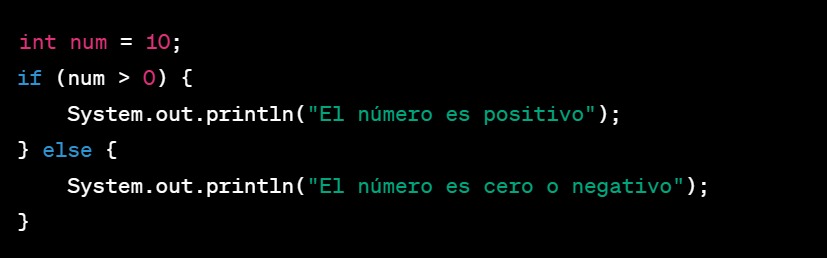 int num = 10;
if (num > 0) {
    System.out.println("El número es positivo");
} else {
    System.out.println("El número es cero o negativo");
}